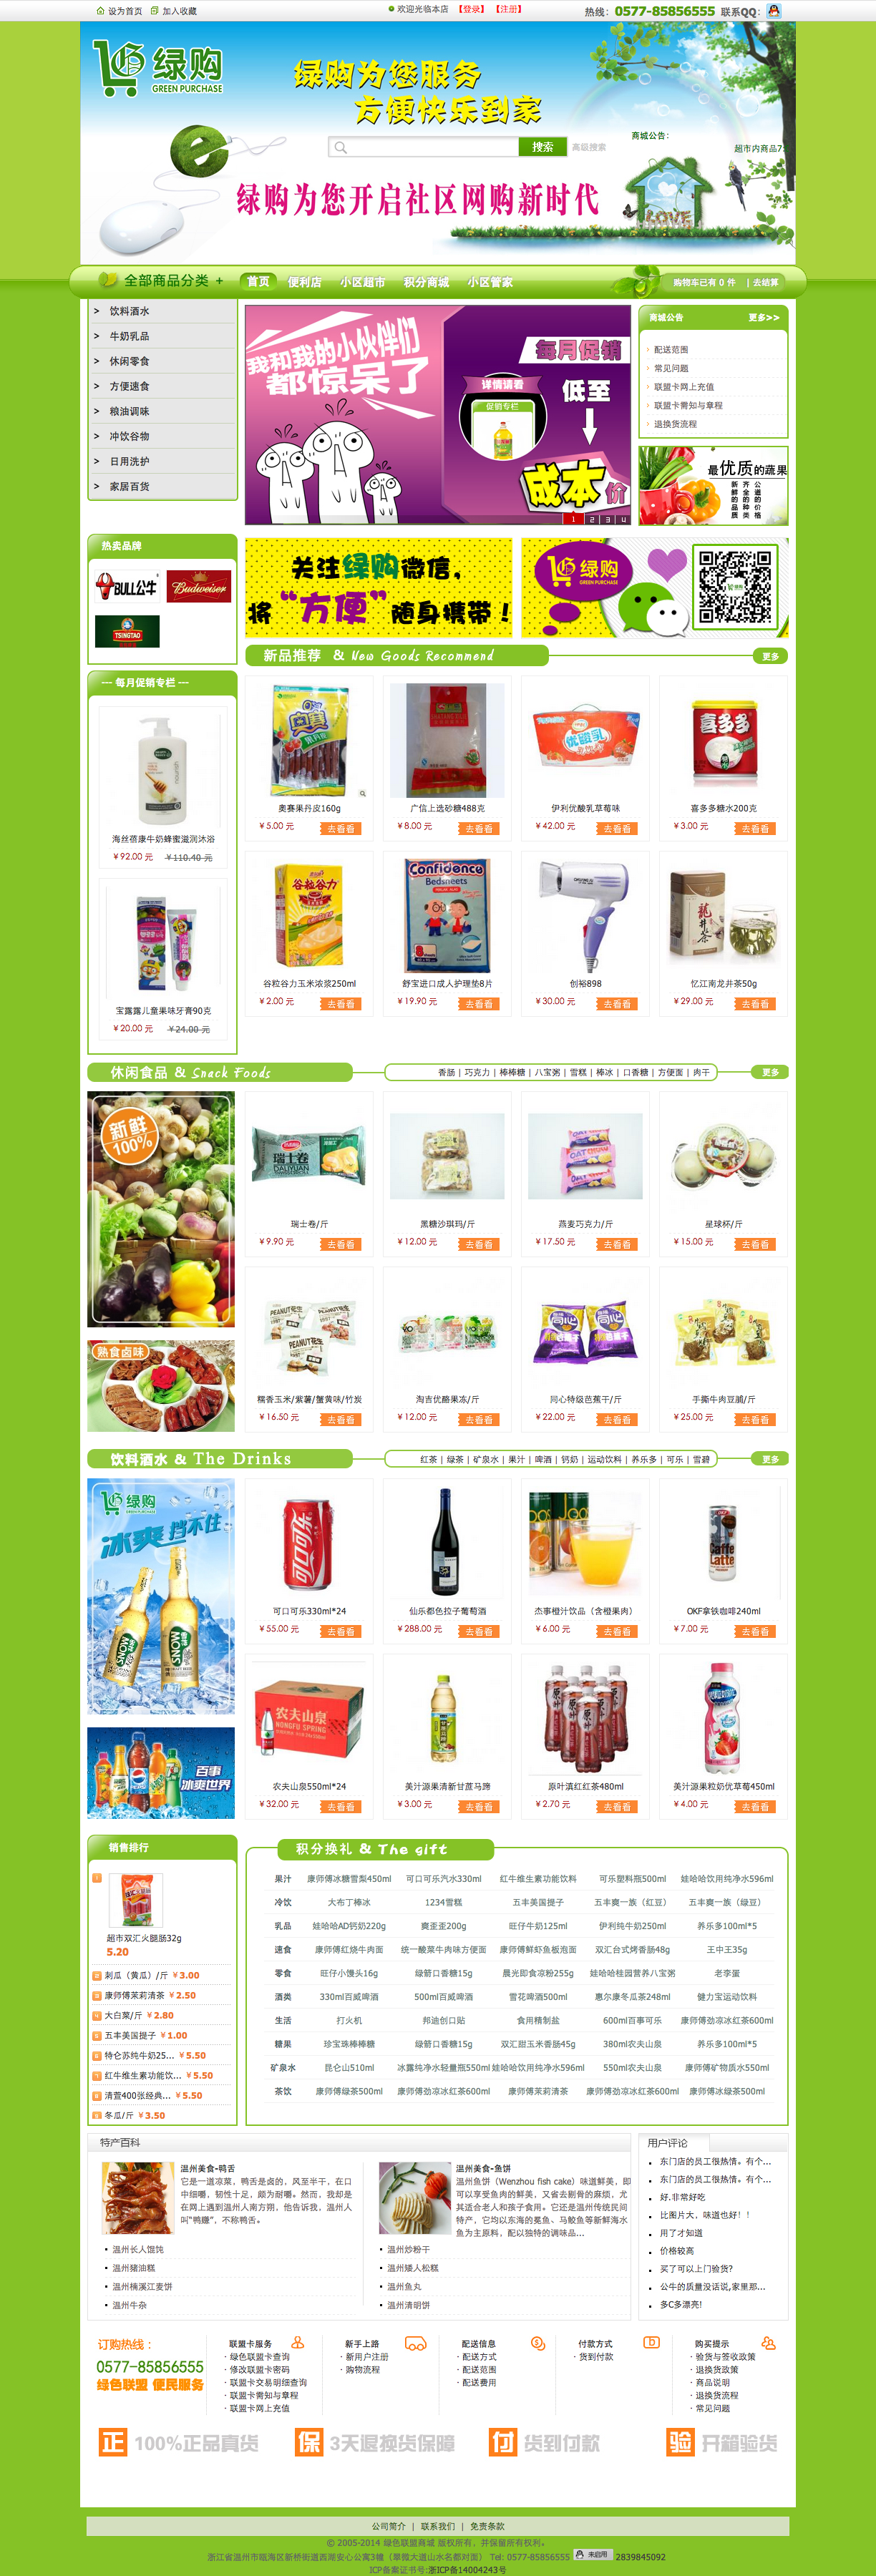 设为首页 加入收藏
欢迎光临本店 【登录】 【注册】
热线: 0577-85856555 联系QQ:
绿购
GREEN PURCHASE
绿购为您服务
方便快乐到家
搜索 高级搜索
商城公告:
超市内商品7
绿购为您开启社区网购新时代
LOVE
全部商品分类 +
首页 便利店 小区超市 积分商城 小区管家
购物车已有 0 件 | 去结算
> 饮料酒水
> 牛奶乳品
> 休闲零食
> 方便速食
> 粮油调味
> 冲饮谷物
> 日用洗护
> 家居百货
我和我的小伙伴们
都惊呆了
每月促销
详情请看
促销专栏
低至
成本价
1 2 3 4
商城公告 更多>>
配送范围
常见问题
联盟卡网上充值
联盟卡需知与章程
退换货流程
最优质的蔬果
公道的价格
齐全的种类
新鲜的品质
热卖品牌
BULL公牛
Budweiser
TSINGTAO
关注绿购微信,
将“方便”随身携带!
绿购
GREEN PURCHASE
新品推荐 & New Goods Recommend
更多
--- 每月促销专栏 ---
海丝蓓康牛奶蜂蜜滋润沐浴
￥92.00 元 ￥110.40 元
宝露露儿童果味牙膏90克
￥20.00 元 ￥24.00 元
奥赛果丹皮160g
￥5.00 元 去看看
广信上选砂糖488克
￥8.00 元 去看看
伊利优酸乳草莓味
￥42.00 元 去看看
喜多多糖水200克
￥3.00 元 去看看
谷粒谷力玉米浓浆250ml
￥2.00 元 去看看
舒宝进口成人护理垫8片
￥19.90 元 去看看
创裕898
￥30.00 元 去看看
忆江南龙井茶50g
￥29.00 元 去看看
休闲食品 & Snack Foods
香肠 | 巧克力 | 棒棒糖 | 八宝粥 | 雪糕 | 棒冰 | 口香糖 | 方便面 | 肉干
更多
新鲜
100%
熟食卤味
瑞士卷/斤
￥9.90 元 去看看
黑糖沙琪玛/斤
￥12.00 元 去看看
燕麦巧克力/斤
￥17.50 元 去看看
星球杯/斤
￥15.00 元 去看看
糯香玉米/紫薯/蟹黄味/竹炭
￥16.50 元 去看看
淘吉优酪果冻/斤
￥12.00 元 去看看
同心特级芭蕉干/斤
￥22.00 元 去看看
手撕牛肉豆脯/斤
￥25.00 元 去看看
饮料酒水 & The Drinks
红茶 | 绿茶 | 矿泉水 | 果汁 | 啤酒 | 钙奶 | 运动饮料 | 养乐多 | 可乐 | 雪碧
更多
绿购
冰爽挡不住
百事
冰爽世界
可口可乐330ml*24
￥55.00 元 去看看
仙乐都色拉子葡萄酒
￥288.00 元 去看看
杰事橙汁饮品（含橙果肉）
￥6.00 元 去看看
OKF拿铁咖啡240ml
￥7.00 元 去看看
农夫山泉550ml*24
￥32.00 元 去看看
美汁源果清新甘蔗马蹄
￥3.00 元 去看看
原叶滇红红茶480ml
￥2.70 元 去看看
美汁源果粒奶优草莓450ml
￥4.00 元 去看看
销售排行
超市双汇火腿肠32g
5.20
刺瓜（黄瓜）/斤 ￥3.00
康师傅茉莉清茶 ￥2.50
大白菜/斤 ￥2.80
五丰美国提子 ￥1.00
特仑苏纯牛奶25... ￥5.50
红牛维生素功能饮... ￥5.50
清萱400张经典... ￥5.50
冬瓜/斤 ￥3.50
积分换礼 & The gift
果汁 康师傅冰糖雪梨450ml 可口可乐汽水330ml 红牛维生素功能饮料 可乐塑料瓶500ml 娃哈哈饮用纯净水596ml
冷饮 大布丁棒冰 1234雪糕 五丰美国提子 五丰爽一族（红豆） 五丰爽一族（绿豆）
乳品 娃哈哈AD钙奶220g 爽歪歪200g 旺仔牛奶125ml 伊利纯牛奶250ml 养乐多100ml*5
速食 康师傅红烧牛肉面 统一酸菜牛肉味方便面 康师傅鲜虾鱼板泡面 双汇台式烤香肠48g 王中王35g
零食 旺仔小馒头16g 绿箭口香糖15g 晨光即食凉粉255g 娃哈哈桂园营养八宝粥 老李蛋
酒类 330ml百威啤酒 500ml百威啤酒 雪花啤酒500ml 惠尔康冬瓜茶248ml 健力宝运动饮料
生活 打火机 邦迪创口贴 食用精制盐 600ml百事可乐 康师傅劲凉冰红茶600ml
糖果 珍宝珠棒棒糖 绿箭口香糖15g 双汇甜玉米香肠45g 380ml农夫山泉 养乐多100ml*5
矿泉水 昆仑山510ml 冰露纯净水轻量瓶550ml 娃哈哈饮用纯净水596ml 550ml农夫山泉 康师傅矿物质水550ml
茶饮 康师傅绿茶500ml 康师傅劲凉冰红茶600ml 康师傅茉莉清茶 康师傅劲凉冰红茶600ml 康师傅冰绿茶500ml
特产百科
温州美食-鸭舌
它是一道凉菜，鸭舌是卤的，风至半干，在口
中细嚼，韧性十足，颇为耐嚼。然而，我却是
在网上遇到温州人南方翔，他告诉我，温州人
叫“鸭赚”，不称鸭舌。
温州长人馄饨
温州猪油糕
温州楠溪江麦饼
温州牛杂
温州美食-鱼饼
温州鱼饼（Wenzhou fish cake）味道鲜美，即
可以享受鱼肉的鲜美，又省去剔骨的麻烦，尤
其适合老人和孩子食用。它还是温州传统民间
特产，它均以东海的鮸鱼、马鲛鱼等新鲜海水
鱼为主原料，配以独特的调味品...
温州炒粉干
温州矮人松糕
温州鱼丸
温州清明饼
用户评论
东门店的员工很热情。有个...
东门店的员工很热情。有个...
好.非常好吃
比图片大，味道也好！！
用了才知道
价格较高
买了可以上门验货?
公牛的质量没话说,家里那...
多C多漂亮!
订购热线：
0577-85856555
绿色联盟 便民服务
联盟卡服务
· 绿色联盟卡查询
· 修改联盟卡密码
· 联盟卡交易明细查询
· 联盟卡需知与章程
· 联盟卡网上充值
新手上路
· 新用户注册
· 购物流程
配送信息
· 配送方式
· 配送范围
· 配送费用
付款方式
· 货到付款
购买提示
· 验货与签收政策
· 退换货政策
· 商品说明
· 退换货流程
· 常见问题
正 100%正品真货 保 3天退换货保障 付 货到付款 验 开箱验货
公司简介 | 联系我们 | 免责条款
© 2005-2014 绿色联盟商城 版权所有，并保留所有权利。
浙江省温州市瓯海区新桥街道西湖安心公寓3幢（翠微大道山水名都对面） Tel: 0577-85856555 未启用 2839845092
ICP备案证书号:浙ICP备14004243号